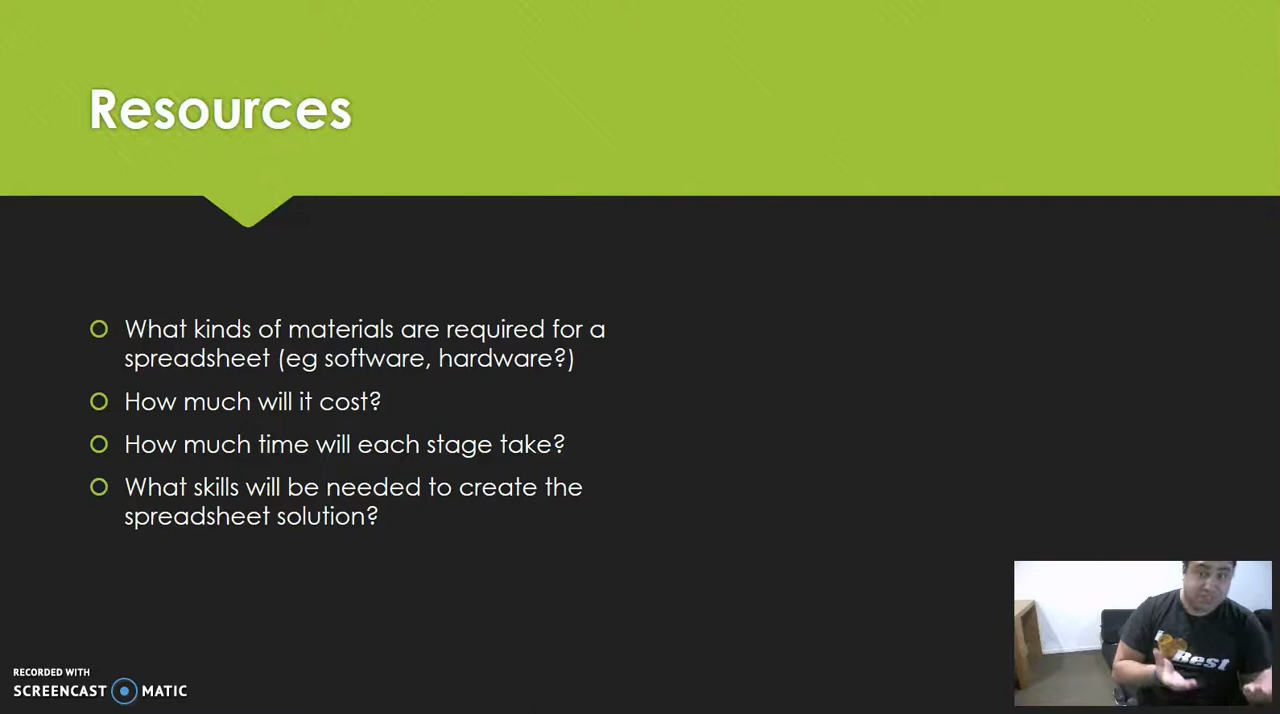 Resources
What kinds of materials are required for a
spreadsheet (eg software, hardware?)
How much will it cost?
How much time will each stage take?
What skills will be needed to create the
spreadsheet solution?
I
Best
RECORDED WITH
SCREENCAST MATIC